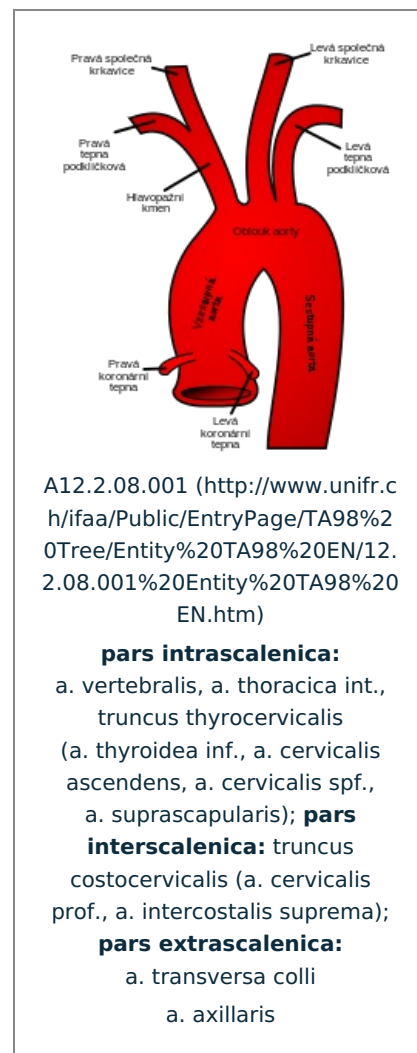 Pravá společná
krkavice
Levá společná
krkavice
Pravá
tepna
podklíčková
Levá
tepna
podklíčková
Hlavopažní
kmen
Oblouk aorty
Vzestupná
aorta
Sestupná aorta
Pravá
koronární
tepna
Levá
koronární
tepna
A12.2.08.001 (http://www.unifr.c
h/ifaa/Public/EntryPage/TA98%2
0Tree/Entity%20TA98%20EN/12.
2.08.001%20Entity%20TA98%20
EN.htm)
pars intrascalenica:
a. vertebralis, a. thoracica int.,
truncus thyrocervicalis
(a. thyroidea inf., a. cervicalis
ascendens, a. cervicalis spf.,
a. suprascapularis); pars
interscalenica: truncus
costocervicalis (a. cervicalis
prof., a. intercostalis suprema);
pars extrascalenica:
a. transversa colli
a. axillaris